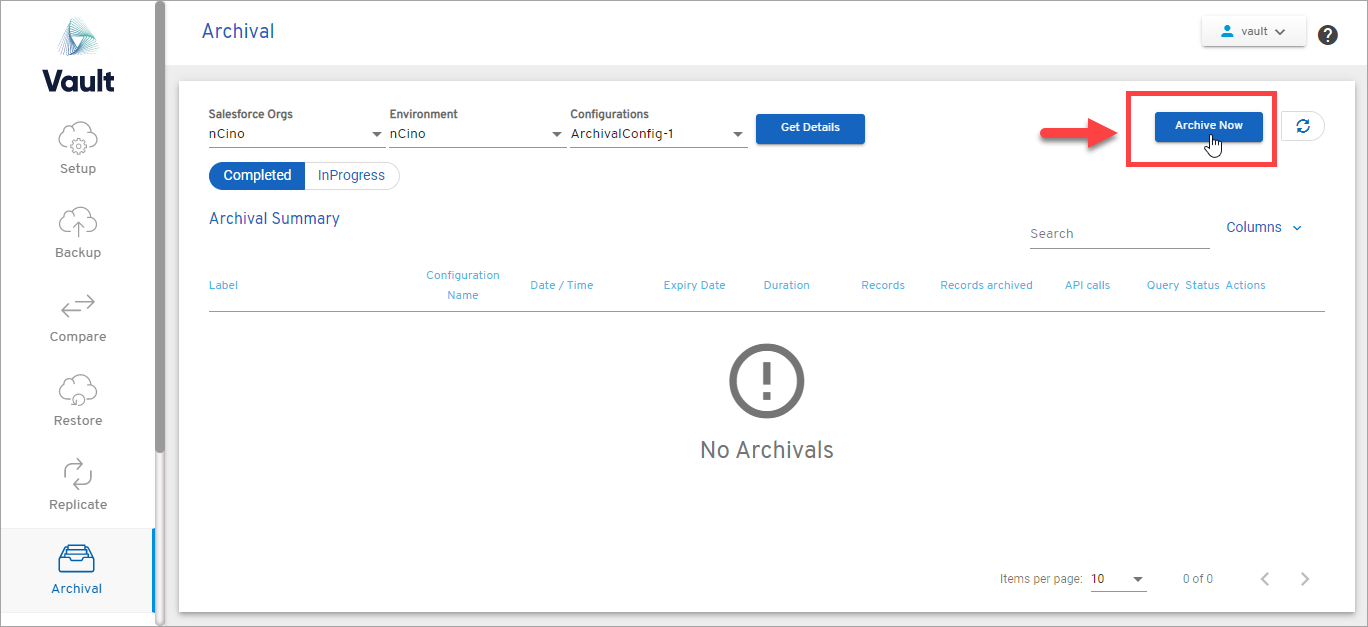 Vault
Setup
Backup
Compare
Restore
Replicate
Archival
Archival
vault
?
Salesforce Orgs
nCino
Environment
nCino
Configurations
ArchivalConfig-1
Get Details
Archive Now
Completed
InProgress
Archival Summary
Search
Columns
Label
Configuration
Name
Date / Time
Expiry Date
Duration
Records
Records archived
API calls
Query
Status
Actions
No Archivals
Items per page:
10
0 of 0